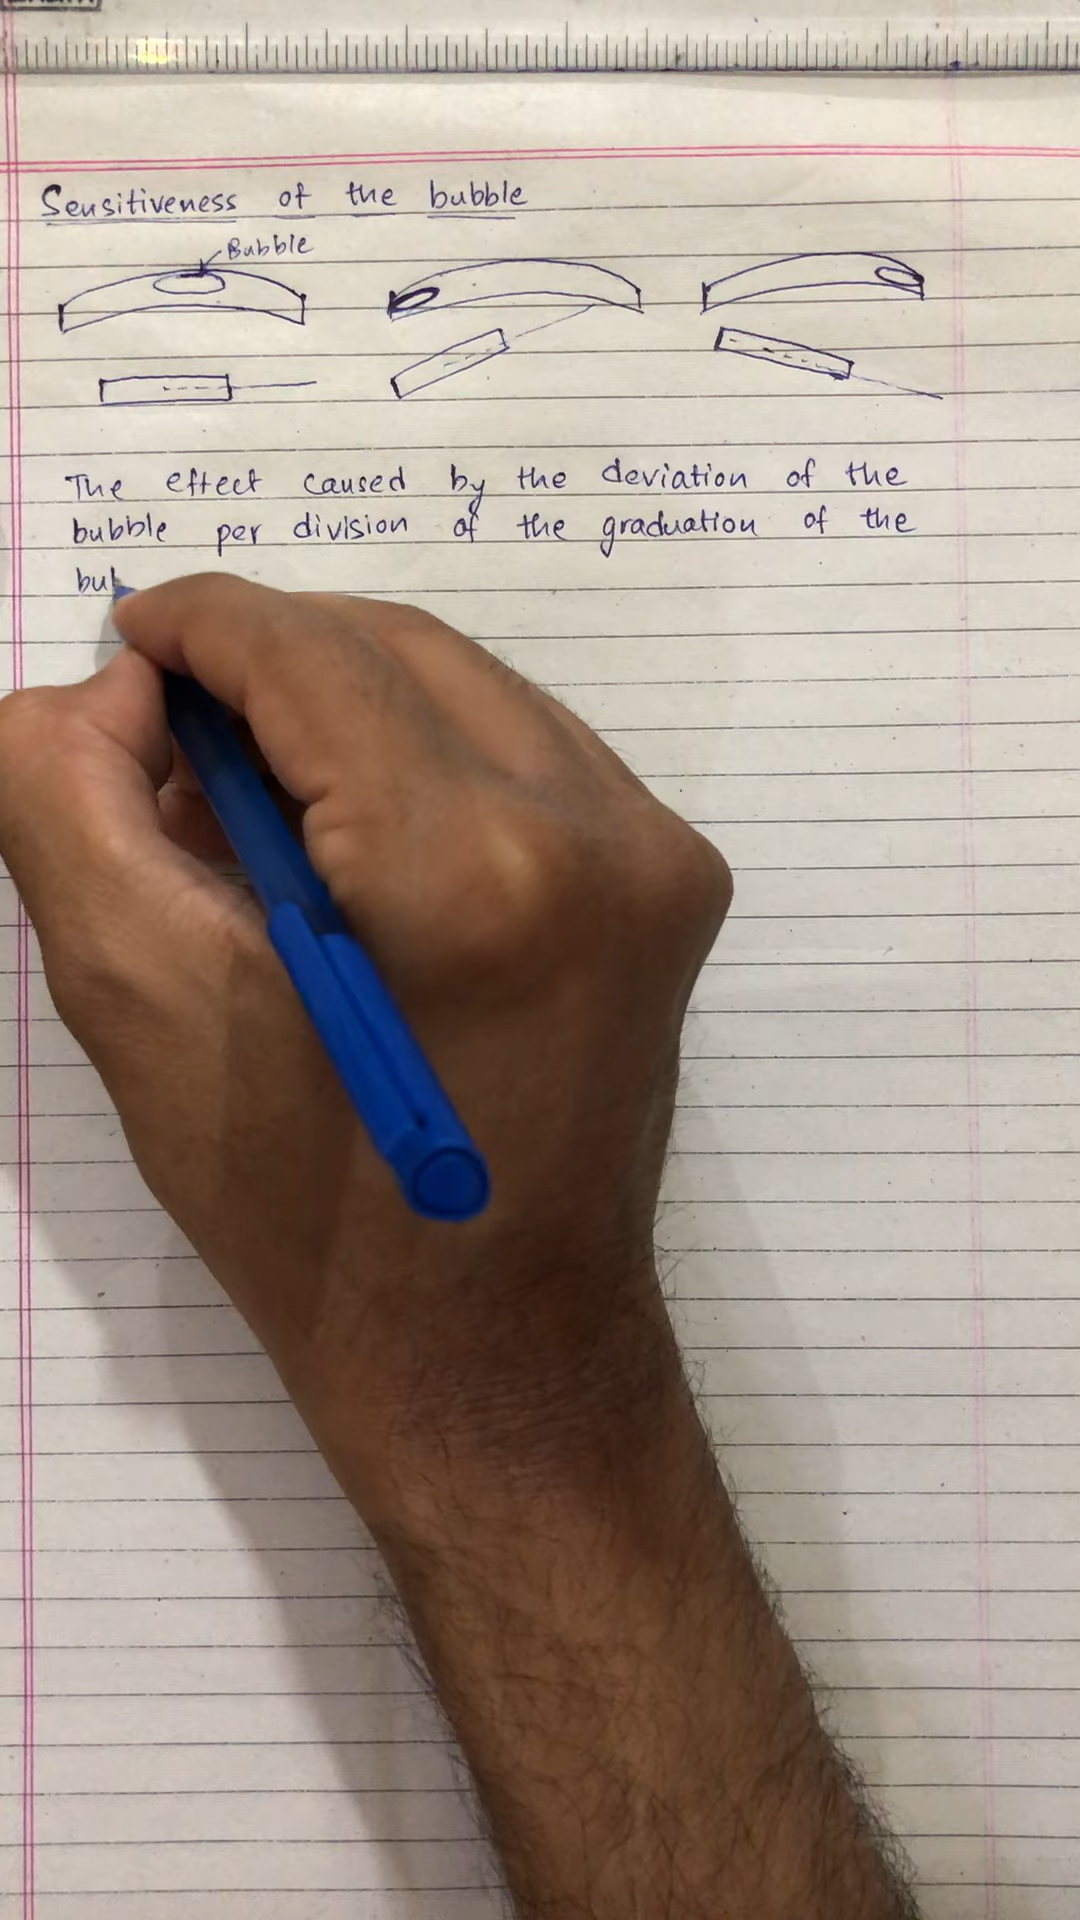 Sensitiveness of the bubble
Bubble
The effect caused by the deviation of the
bubble per division of the graduation of the